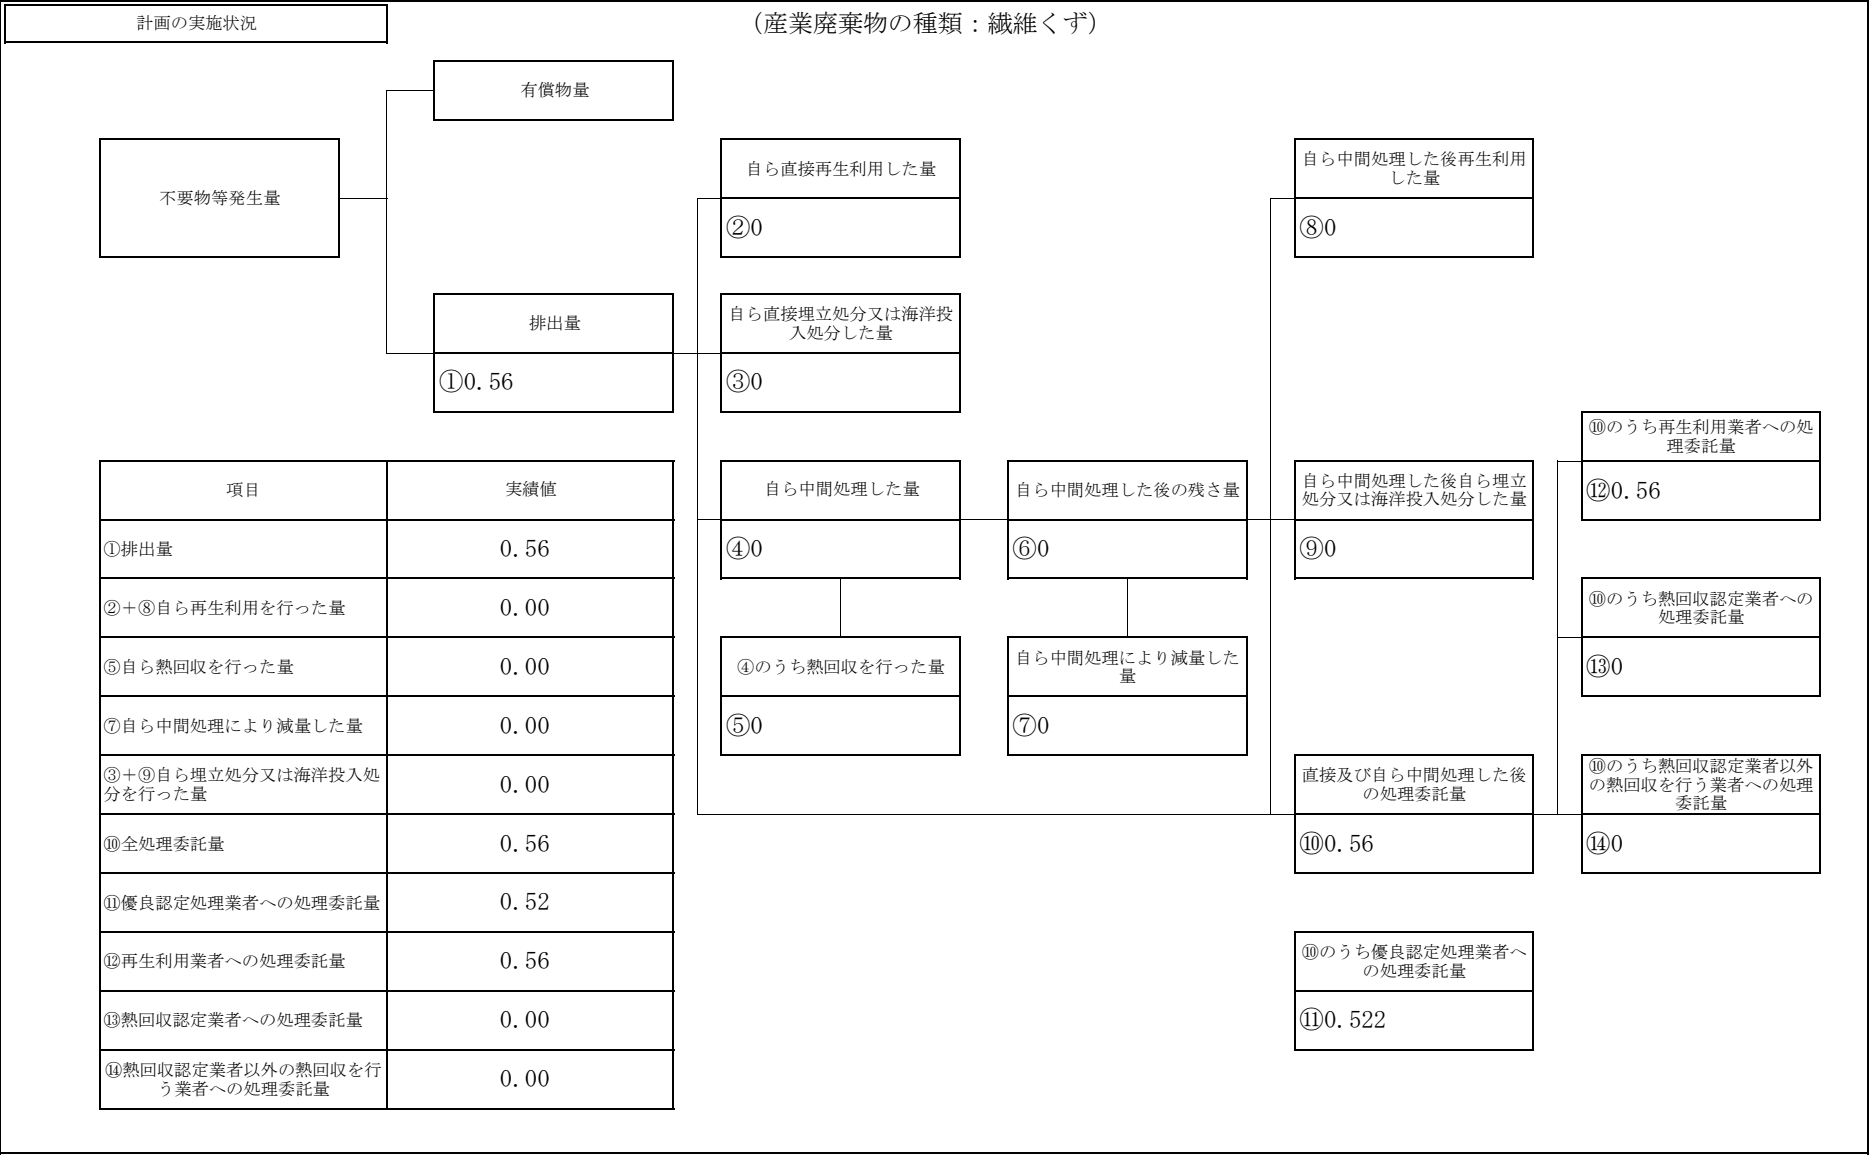 計画の実施状況
(産業廃棄物の種類：繊維くず)
有償物量
不要物等発生量
自ら直接再生利用した量
②0
自ら中間処理した後再生利用
した量
⑧0
排出量
①0.56
自ら直接埋立処分又は海洋投
入処分した量
③0
⑩のうち再生利用業者への処
理委託量
⑫0.56
自ら中間処理した量
④0
自ら中間処理した後の残さ量
⑥0
自ら中間処理した後自ら埋立
処分又は海洋投入処分した量
⑨0
⑩のうち熱回収認定業者への
処理委託量
⑬0
④のうち熱回収を行った量
⑤0
自ら中間処理により減量した
量
⑦0
直接及び自ら中間処理した後
の処理委託量
⑩0.56
⑩のうち熱回収認定業者以外
の熱回収を行う業者への処理
委託量
⑭0
⑩のうち優良認定処理業者へ
の処理委託量
⑪0.522
項目 実績値
①排出量 0.56
②＋⑧自ら再生利用を行った量 0.00
⑤自ら熱回収を行った量 0.00
⑦自ら中間処理により減量した量 0.00
③＋⑨自ら埋立処分又は海洋投入処
分を行った量 0.00
⑩全処理委託量 0.56
⑪優良認定処理業者への処理委託量 0.52
⑫再生利用業者への処理委託量 0.56
⑬熱回収認定業者への処理委託量 0.00
⑭熱回収認定業者以外の熱回収を行
う業者への処理委託量 0.00